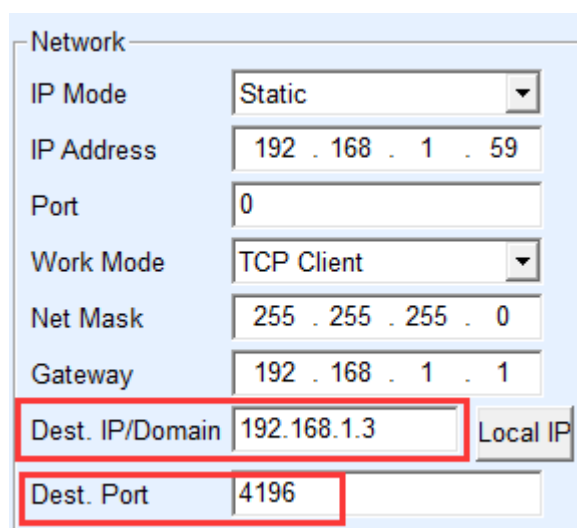 Network
IP Mode Static
IP Address 192 . 168 . 1 . 59
Port 0
Work Mode TCP Client
Net Mask 255 . 255 . 255 . 0
Gateway 192 . 168 . 1 . 1
Dest. IP/Domain 192.168.1.3 Local IP
Dest. Port 4196